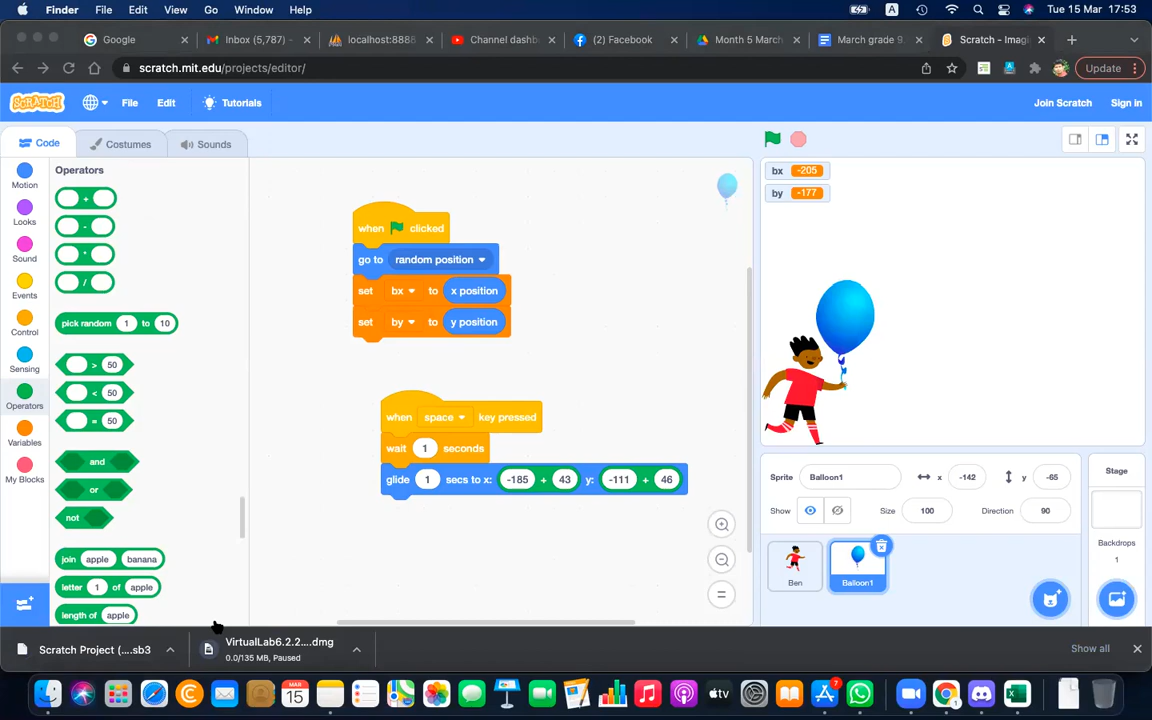 Finder File Edit View Go Window Help A Tue 15 Mar 17:53
Google Inbox (5,787) - localhost:8888 Channel dashb (2) Facebook Month 5 March March grade 9. Scratch - Imagi
scratch.mit.edu/projects/editor/ Update
SCRATCH File Edit Tutorials Join Scratch Sign in
Code Costumes Sounds
Motion
Looks
Sound
Events
Control
Sensing
Operators
Variables
My Blocks
Operators
+
-
*
/
pick random 1 to 10
> 50
< 50
= 50
and
or
not
join apple banana
letter 1 of apple
length of apple
when clicked
go to random position
set bx to x position
set by to y position
when space key pressed
wait 1 seconds
glide 1 secs to x: -185 + 43 y: -111 + 46
bx -205
by -177
Sprite Balloon1 x -142 y -65
Show Size 100 Direction 90
Ben
Balloon1
Stage
Backdrops
1
Scratch Project (....sb3
VirtualLab6.2.2....dmg
0.0/135 MB, Paused
Show all
MAR
15
tv
7